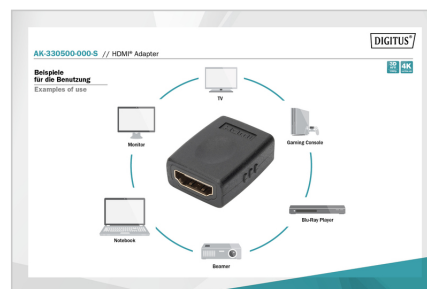 DIGITUS®
AK-330500-000-S // HDMI® Adapter
4K
Beispiele
für die Benutzung
Examples of use
TV
Monitor
Gaming Console
Notebook
Blu-Ray Player
Beamer